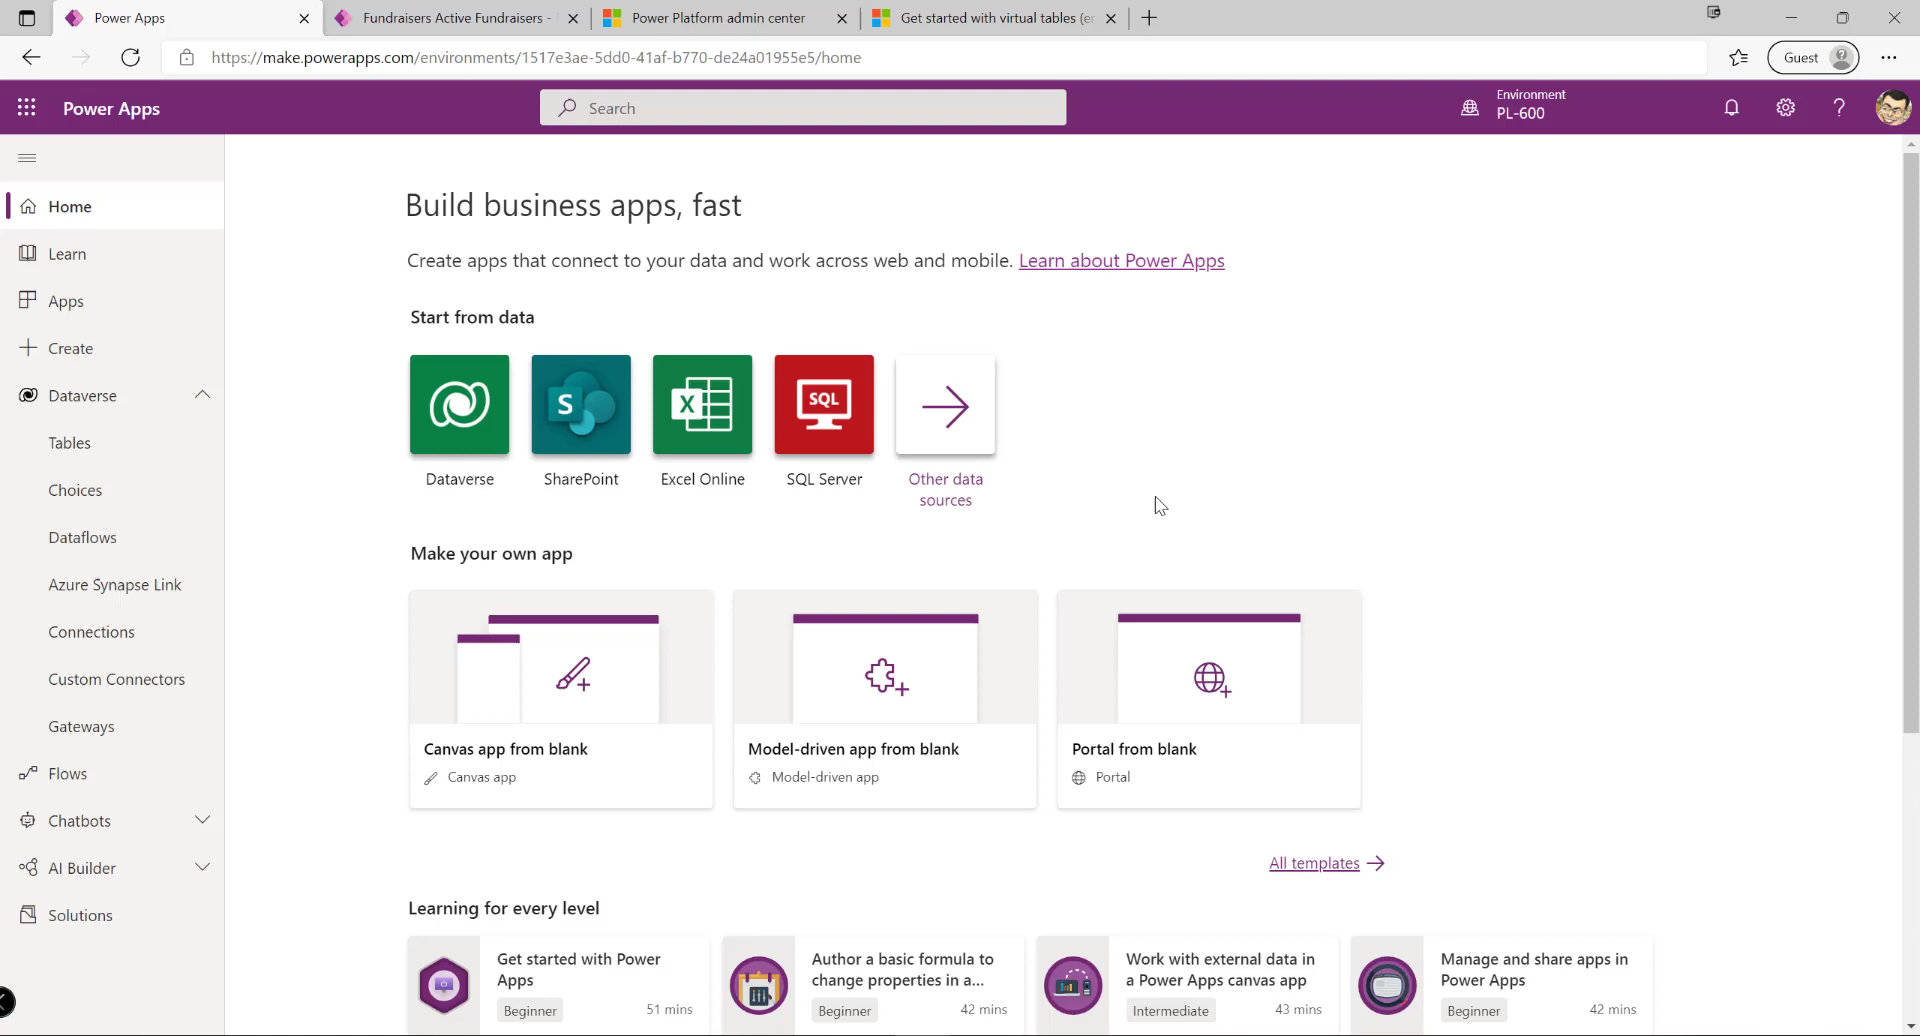 Power Apps
Fundraisers Active Fundraisers -
Power Platform admin center
Get started with virtual tables (e
https://make.powerapps.com/environments/1517e3ae-5dd0-41af-b770-de24a01955e5/home
Guest
Power Apps
Search
Environment
PL-600
Home
Learn
Apps
Create
Dataverse
Tables
Choices
Dataflows
Azure Synapse Link
Connections
Custom Connectors
Gateways
Flows
Chatbots
AI Builder
Solutions
Build business apps, fast
Create apps that connect to your data and work across web and mobile. Learn about Power Apps
Start from data
S
X
SQL
Dataverse
SharePoint
Excel Online
SQL Server
Other data
sources
Make your own app
Canvas app from blank
Canvas app
Model-driven app from blank
Model-driven app
Portal from blank
Portal
All templates
Learning for every level
Get started with Power
Apps
Beginner
51 mins
Author a basic formula to
change properties in a...
Beginner
42 mins
Work with external data in
a Power Apps canvas app
Intermediate
43 mins
Manage and share apps in
Power Apps
Beginner
42 mins